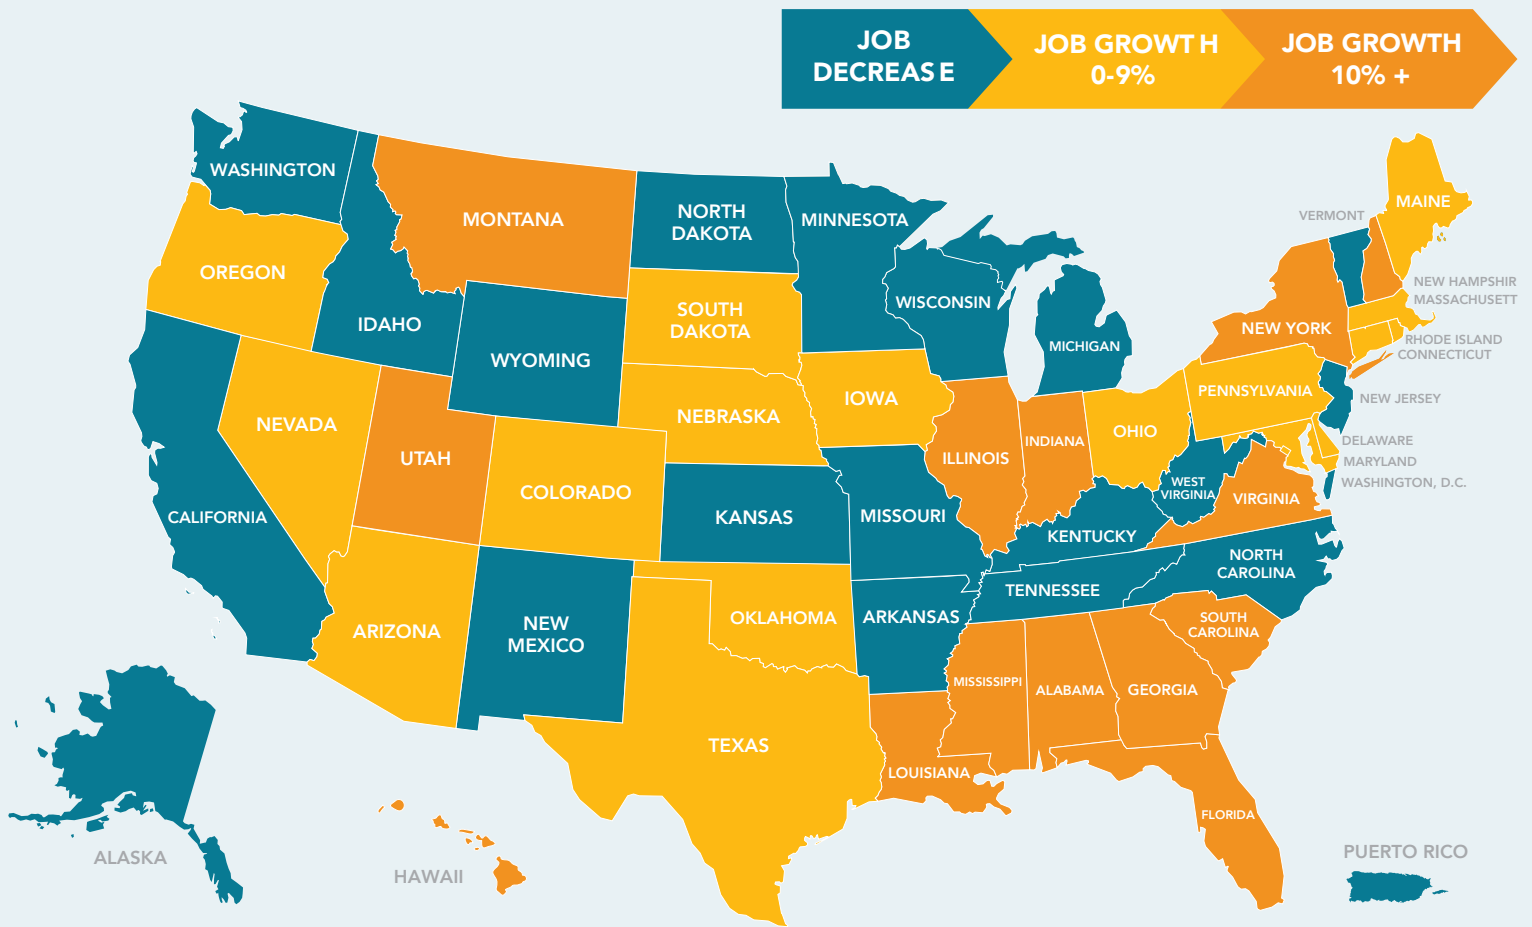 JOB
DECREASE
JOB GROWTH
0-9%
JOB GROWTH
10% +
WASHINGTON
MONTANA
NORTH
DAKOTA
MINNESOTA
VERMONT
MAINE
OREGON
IDAHO
WYOMING
SOUTH
DAKOTA
WISCONSIN
MICHIGAN
NEW YORK
NEW HAMPSHIR
MASSACHUSETT
RHODE ISLAND
CONNECTICUT
NEVADA
UTAH
COLORADO
NEBRASKA
IOWA
ILLINOIS
INDIANA
OHIO
PENNSYLVANIA
NEW JERSEY
DELAWARE
MARYLAND
WASHINGTON, D.C.
CALIFORNIA
KANSAS
MISSOURI
KENTUCKY
WEST
VIRGINIA
VIRGINIA
ARIZONA
NEW
MEXICO
OKLAHOMA
ARKANSAS
TENNESSEE
NORTH
CAROLINA
SOUTH
CAROLINA
TEXAS
LOUISIANA
MISSISSIPPI
ALABAMA
GEORGIA
FLORIDA
ALASKA
HAWAII
PUERTO RICO